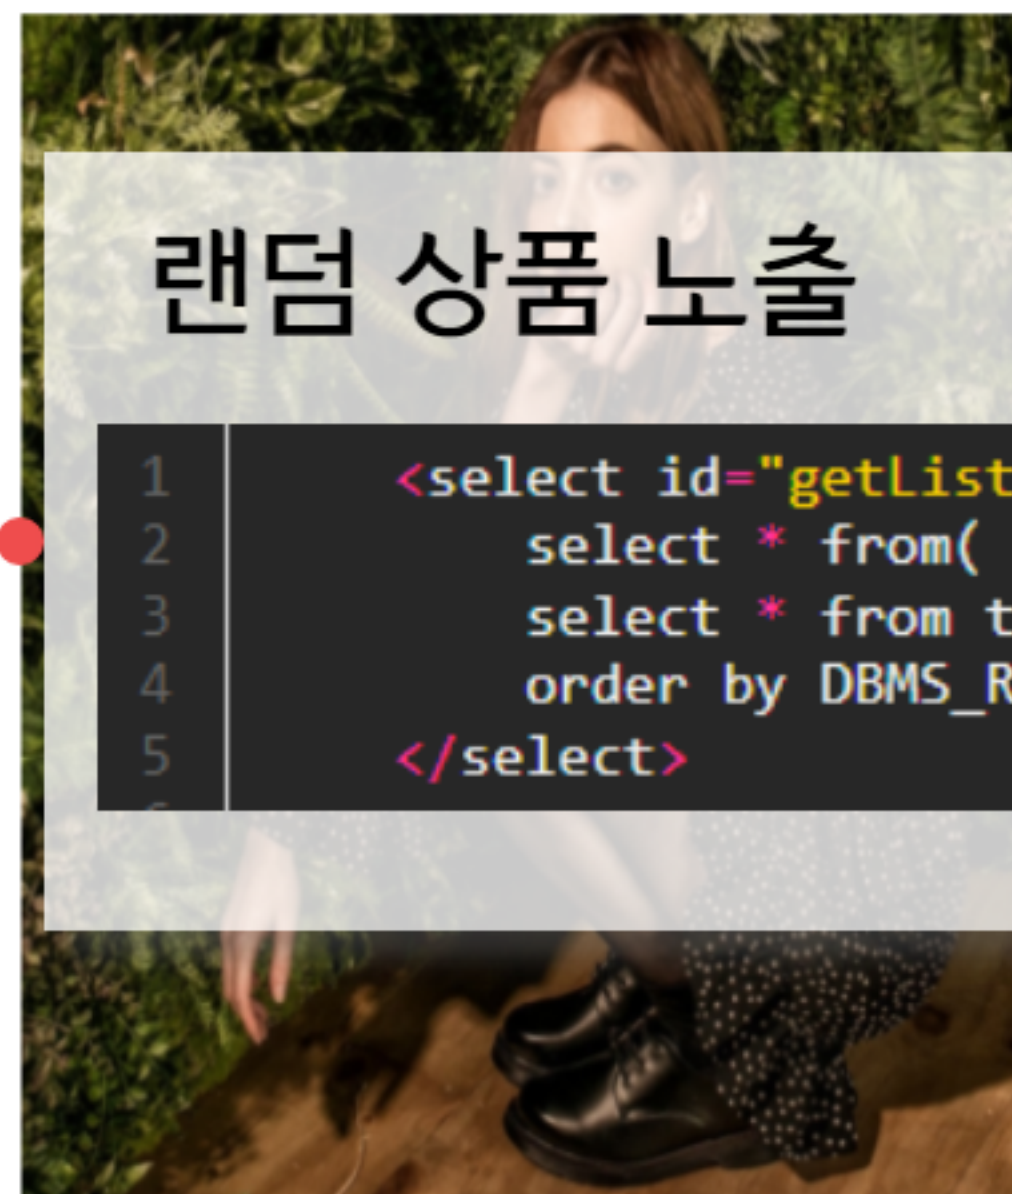 랜덤 상품 노출
1 <select id="getList
2 select * from(
3 select * from t
4 order by DBMS_R
5 </select>